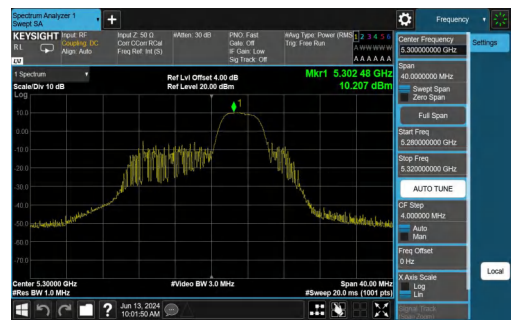 Spectrum Analyzer 1
Swept SA
Frequency
KEYSIGHT
RL
LV
Input: RF
Coupling: DC
Align: Auto
Input Z: 50 Ω
Corr CCorr RCal
Freq Ref: Int (S)
#Atten: 30 dB
PNO: Fast
Gate: Off
IF Gain: Low
Sig Track: Off
#Avg Type: Power (RMS)
Trig: Free Run
1 2 3 4 5 6
A W W W W W
A A A A A A
1 Spectrum
Scale/Div 10 dB
Log
Ref Lvl Offset 4.00 dB
Ref Level 20.00 dBm
Mkr1 5.302 48 GHz
10.207 dBm
1
10.0
0.00
-10.0
-20.0
-30.0
-40.0
-50.0
-60.0
-70.0
Center 5.30000 GHz
#Res BW 1.0 MHz
#Video BW 3.0 MHz
Span 40.00 MHz
#Sweep 20.0 ms (1001 pts)
Center Frequency
5.300000000 GHz
Settings
Span
40.0000000 MHz
Swept Span
Zero Span
Full Span
Start Freq
5.280000000 GHz
Stop Freq
5.320000000 GHz
AUTO TUNE
CF Step
4.000000 MHz
Auto
Man
Freq Offset
0 Hz
X Axis Scale
Log
Lin
Signal Track
Local
?
Jun 13, 2024
10:01:50 AM